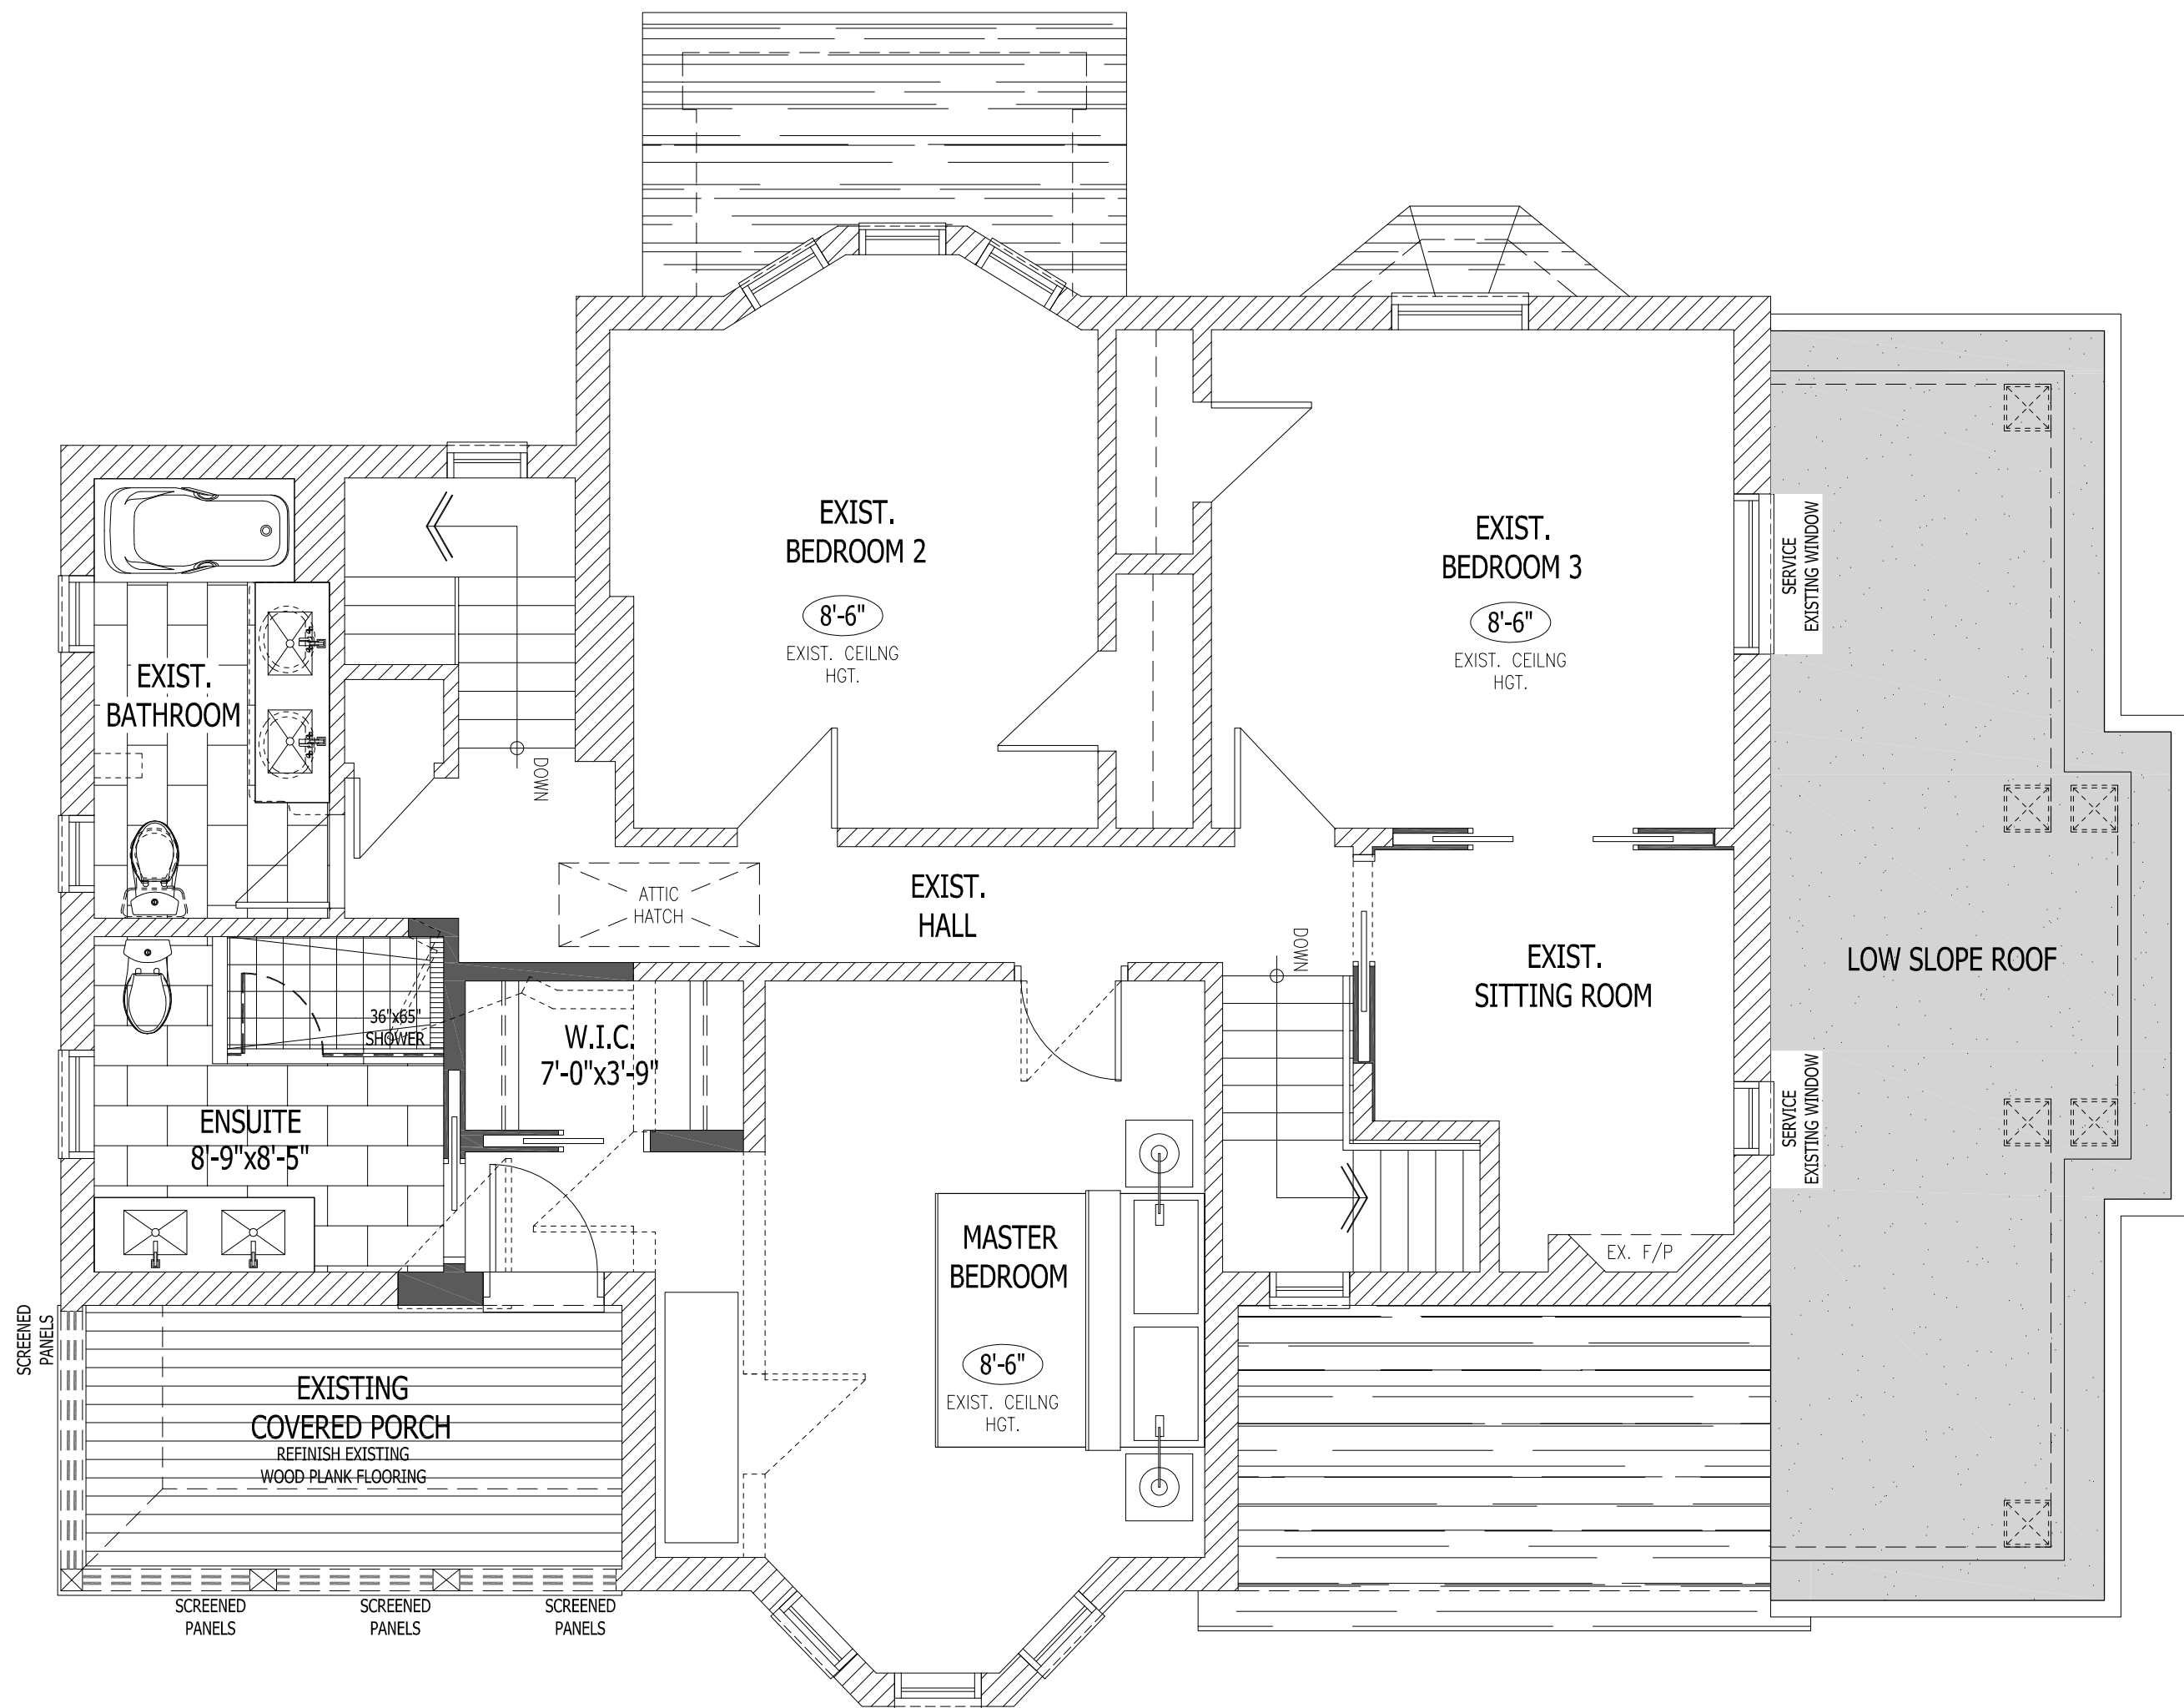 EXIST.
BEDROOM 2
8'-6"
EXIST. CEILNG
HGT.
EXIST.
BEDROOM 3
8'-6"
EXIST. CEILNG
HGT.
SERVICE
EXISTING WINDOW
EXIST.
BATHROOM
DOWN
ATTIC
HATCH
EXIST.
HALL
DOWN
EXIST.
SITTING ROOM
LOW SLOPE ROOF
36"x65"
SHOWER
W.I.C.
7'-0"x3'-9"
ENSUITE
8'-9"x8'-5"
SERVICE
EXISTING WINDOW
MASTER
BEDROOM
8'-6"
EXIST. CEILNG
HGT.
EX. F/P
SCREENED
PANELS
EXISTING
COVERED PORCH
REFINISH EXISTING
WOOD PLANK FLOORING
SCREENED
PANELS
SCREENED
PANELS
SCREENED
PANELS